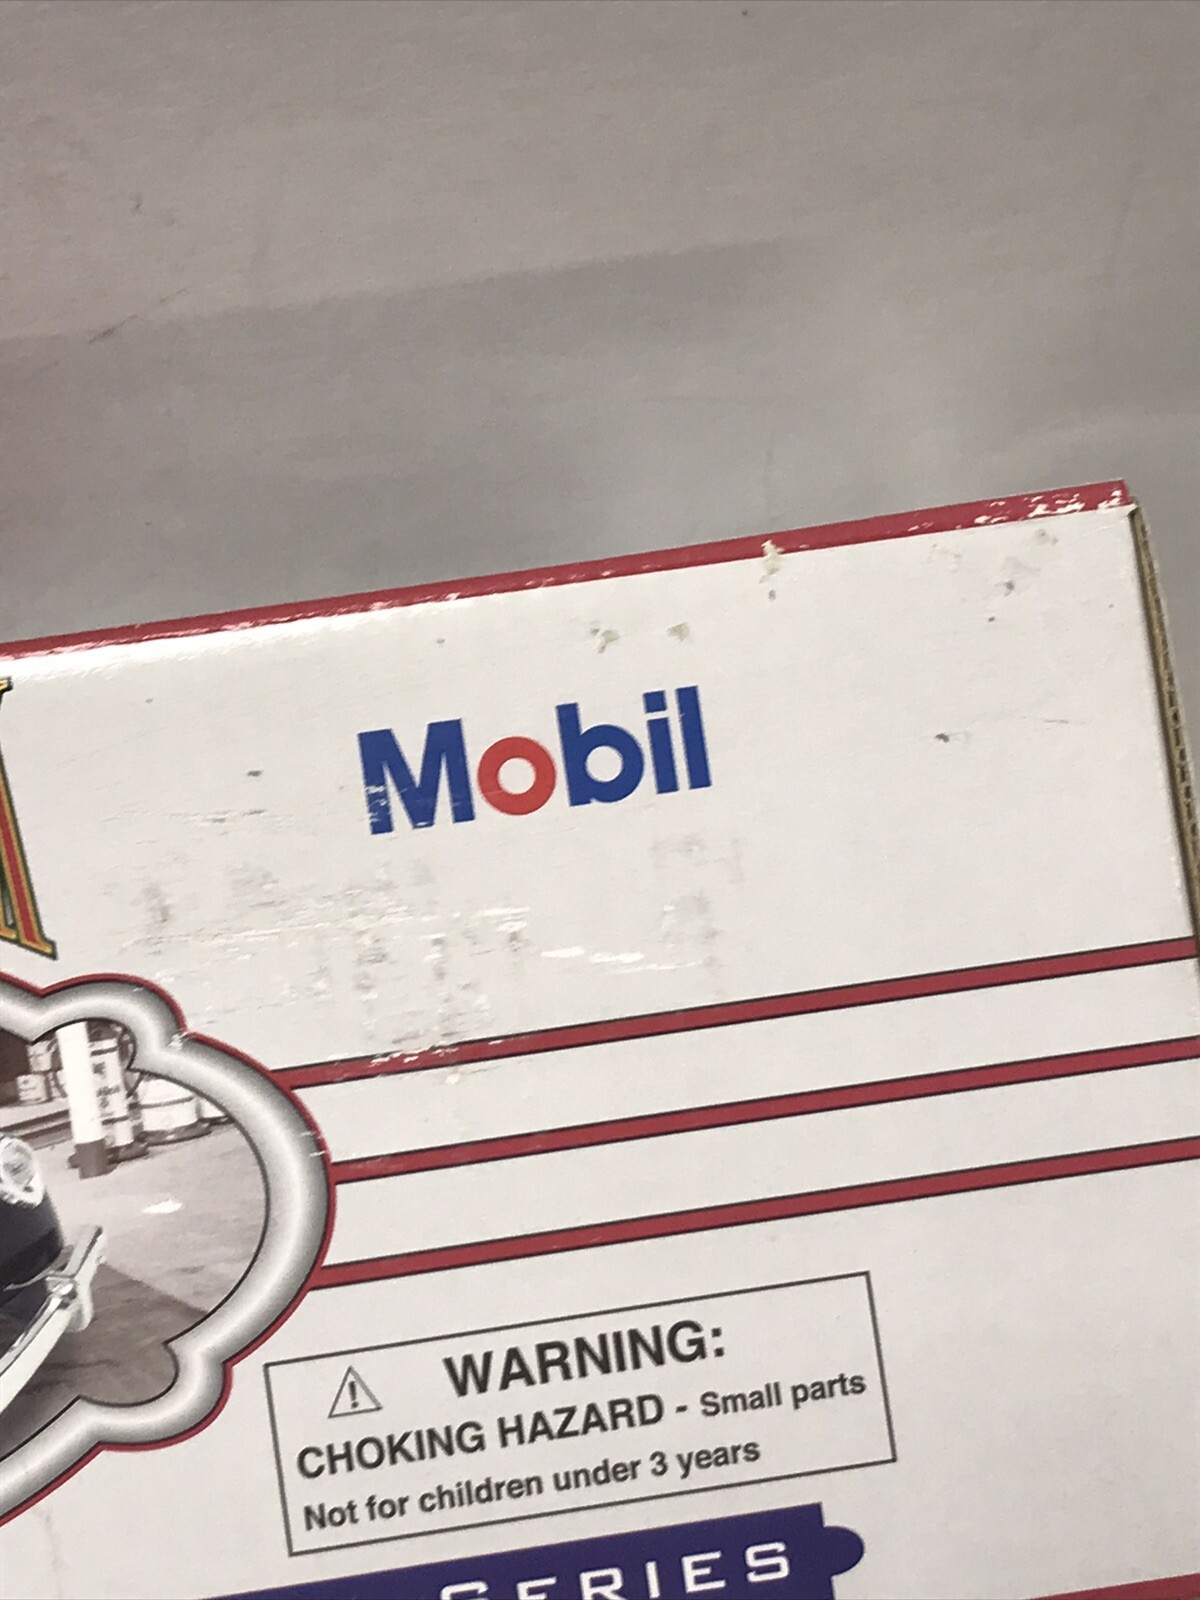 Mobil
WARNING:
CHOKING HAZARD - Small parts
Not for children under 3 years
SERIES